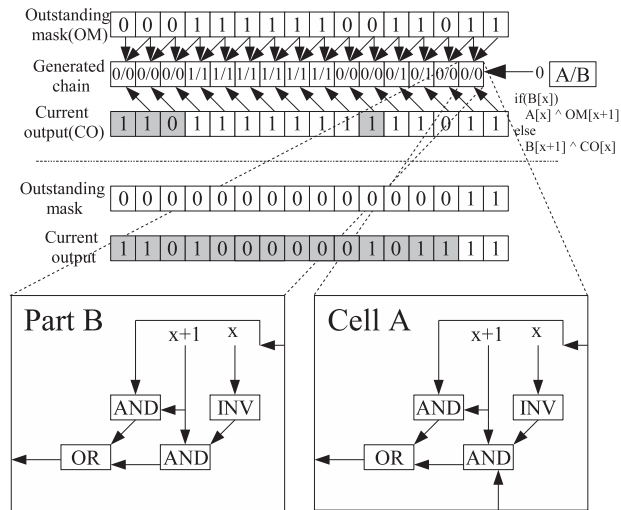 Outstanding
mask(OM)
0 0 0 1 1 1 1 1 0 0 1 1 0 1 1
Generated
chain
0/0 0/0 0/0 1/1 1/1 1/1 1/1 1/1 0/0 0/0 0/1 0/1 0/0 0/0
0
A/B
Current
output(CO)
1 1 0 1 1 1 1 1 1 1 1 1 0 1 1
if(B[x])
A[x] ^ OM[x+1]
else
B[x+1] ^ CO[x]
Outstanding
mask
0 0 0 0 0 0 0 0 0 0 0 0 0 1 1
Current
output
1 1 0 1 0 0 0 0 0 1 0 1 1 1 1
Part B
x+1
x
AND
INV
OR
AND
Cell A
x+1
x
AND
INV
OR
AND